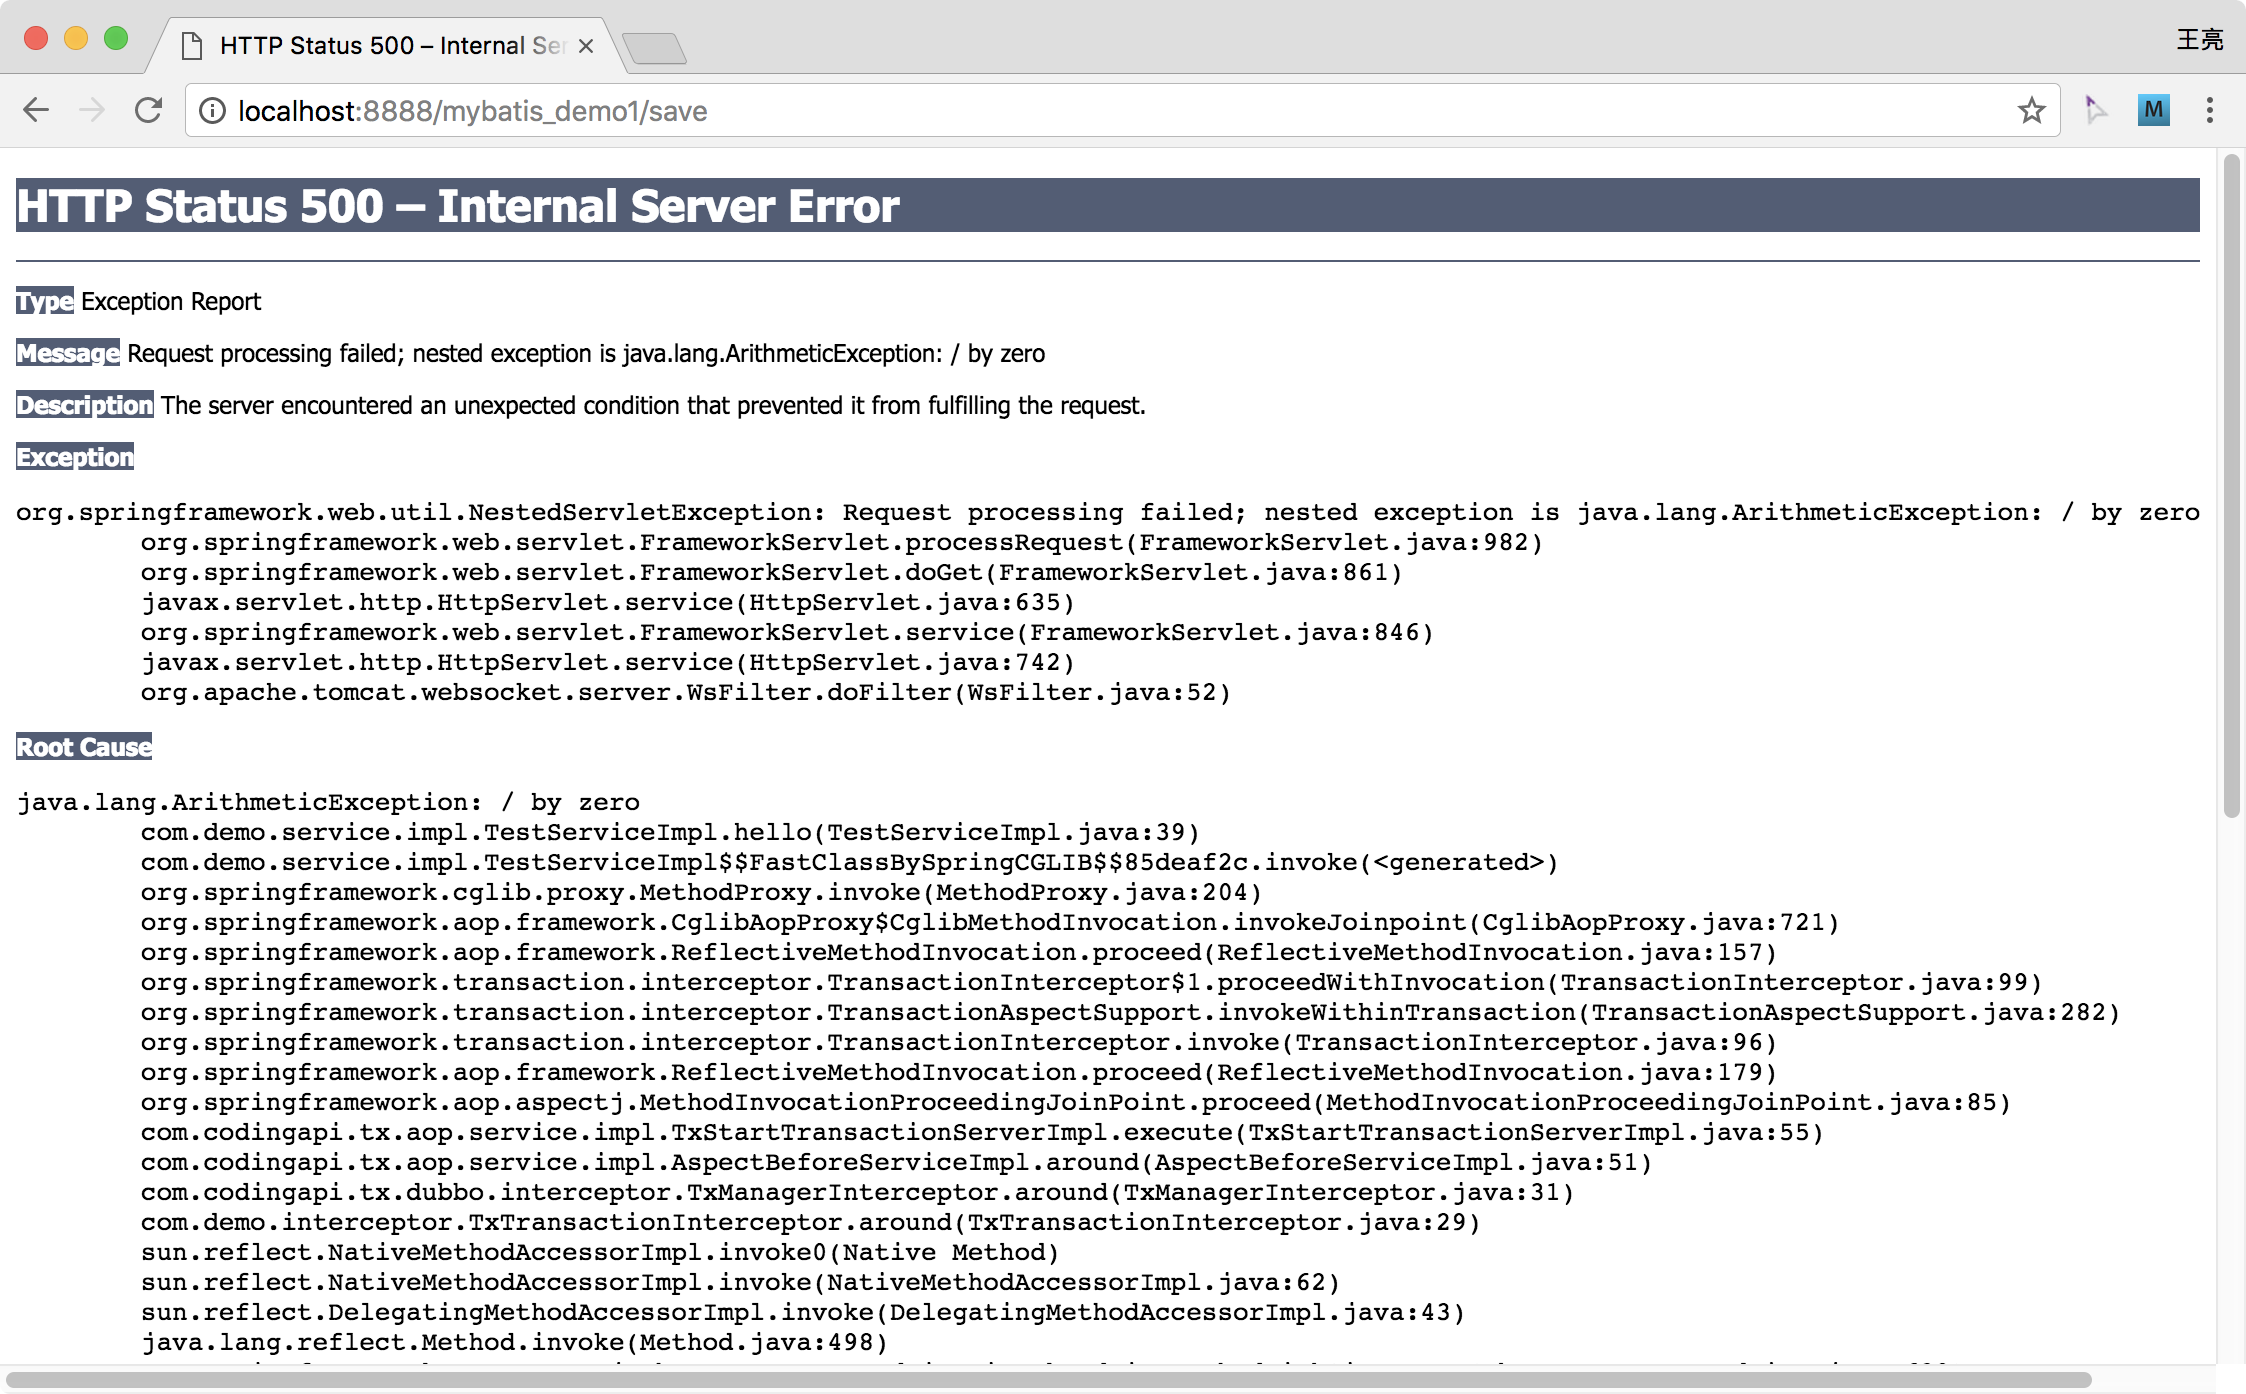 HTTP Status 500 – Internal Ser
王亮
localhost:8888/mybatis_demo1/save
M
HTTP Status 500 – Internal Server Error
Type Exception Report
Message Request processing failed; nested exception is java.lang.ArithmeticException: / by zero
Description The server encountered an unexpected condition that prevented it from fulfilling the request.
Exception
org.springframework.web.util.NestedServletException: Request processing failed; nested exception is java.lang.ArithmeticException: / by zero
org.springframework.web.servlet.FrameworkServlet.processRequest(FrameworkServlet.java:982)
org.springframework.web.servlet.FrameworkServlet.doGet(FrameworkServlet.java:861)
javax.servlet.http.HttpServlet.service(HttpServlet.java:635)
org.springframework.web.servlet.FrameworkServlet.service(FrameworkServlet.java:846)
javax.servlet.http.HttpServlet.service(HttpServlet.java:742)
org.apache.tomcat.websocket.server.WsFilter.doFilter(WsFilter.java:52)
Root Cause
java.lang.ArithmeticException: / by zero
com.demo.service.impl.TestServiceImpl.hello(TestServiceImpl.java:39)
com.demo.service.impl.TestServiceImpl$$FastClassBySpringCGLIB$$85deaf2c.invoke(<generated>)
org.springframework.cglib.proxy.MethodProxy.invoke(MethodProxy.java:204)
org.springframework.aop.framework.CglibAopProxy$CglibMethodInvocation.invokeJoinpoint(CglibAopProxy.java:721)
org.springframework.aop.framework.ReflectiveMethodInvocation.proceed(ReflectiveMethodInvocation.java:157)
org.springframework.transaction.interceptor.TransactionInterceptor$1.proceedWithInvocation(TransactionInterceptor.java:99)
org.springframework.transaction.interceptor.TransactionAspectSupport.invokeWithinTransaction(TransactionAspectSupport.java:282)
org.springframework.transaction.interceptor.TransactionInterceptor.invoke(TransactionInterceptor.java:96)
org.springframework.aop.framework.ReflectiveMethodInvocation.proceed(ReflectiveMethodInvocation.java:179)
org.springframework.aop.aspectj.MethodInvocationProceedingJoinPoint.proceed(MethodInvocationProceedingJoinPoint.java:85)
com.codingapi.tx.aop.service.impl.TxStartTransactionServerImpl.execute(TxStartTransactionServerImpl.java:55)
com.codingapi.tx.aop.service.impl.AspectBeforeServiceImpl.around(AspectBeforeServiceImpl.java:51)
com.codingapi.tx.dubbo.interceptor.TxManagerInterceptor.around(TxManagerInterceptor.java:31)
com.demo.interceptor.TxTransactionInterceptor.around(TxTransactionInterceptor.java:29)
sun.reflect.NativeMethodAccessorImpl.invoke0(Native Method)
sun.reflect.NativeMethodAccessorImpl.invoke(NativeMethodAccessorImpl.java:62)
sun.reflect.DelegatingMethodAccessorImpl.invoke(DelegatingMethodAccessorImpl.java:43)
java.lang.reflect.Method.invoke(Method.java:498)